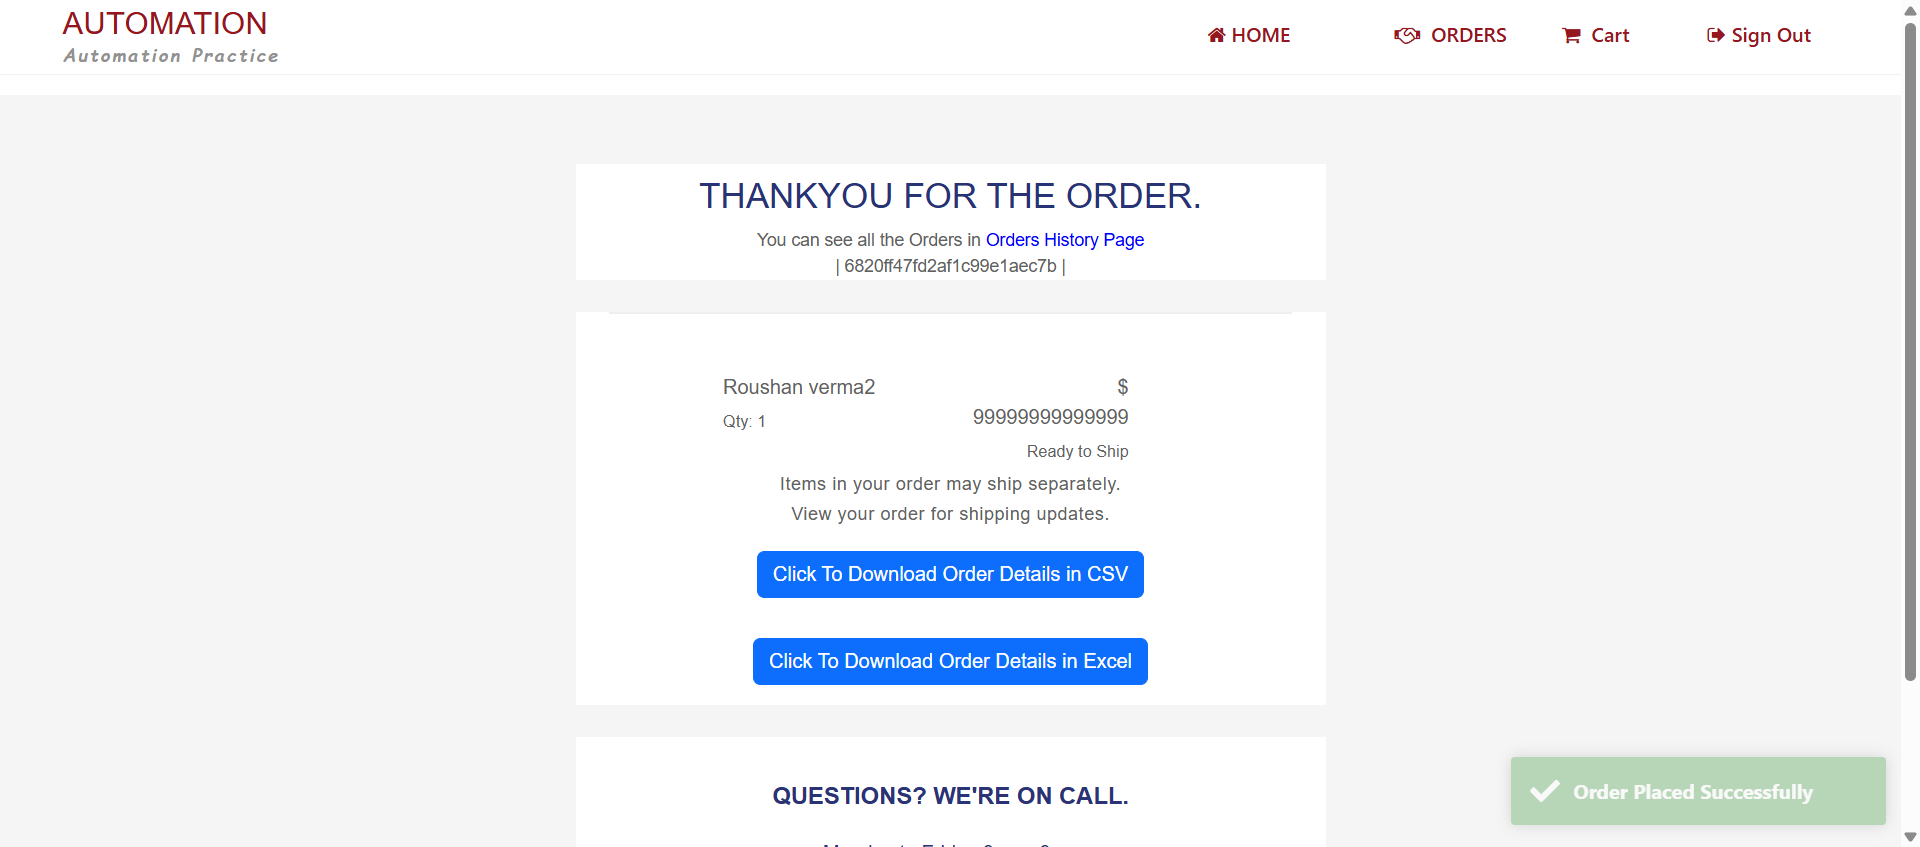 AUTOMATION
Automation Practice
HOME
ORDERS
Cart
Sign Out
THANKYOU FOR THE ORDER.
You can see all the Orders in Orders History Page
| 6820ff47fd2af1c99e1aec7b |
Roushan verma2
$
99999999999999
Qty: 1
Ready to Ship
Items in your order may ship separately.
View your order for shipping updates.
Click To Download Order Details in CSV
Click To Download Order Details in Excel
QUESTIONS? WE'RE ON CALL.
Order Placed Successfully